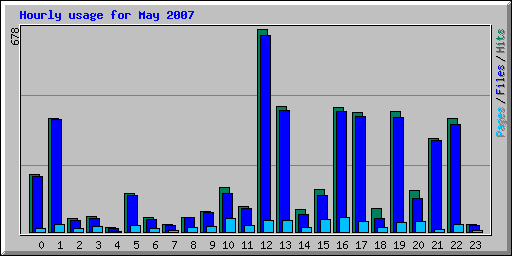 Hourly usage for May 2007
678
Pages / Files / Hits
0 1 2 3 4 5 6 7 8 9 10 11 12 13 14 15 16 17 18 19 20 21 22 23